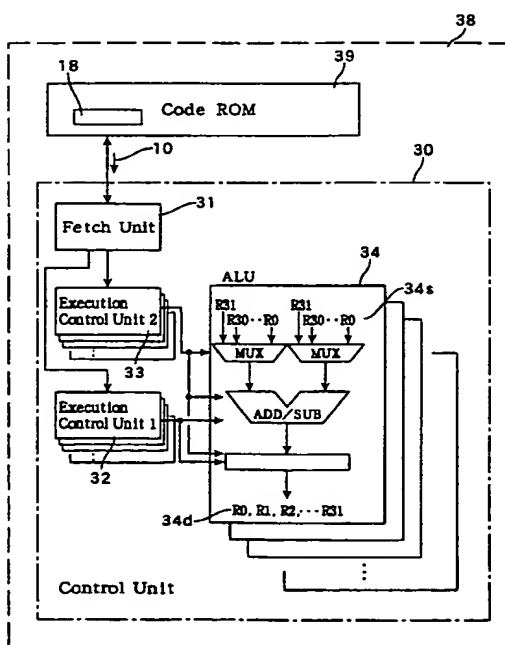 38
39
18
Code ROM
10
30
31
Fetch Unit
34
ALU
34s
R31 R31
R30··R0 R30··R0
Execution
Control Unit 2
MUX MUX
33
Execution
Control Unit 1
ADD/SUB
32
34d
R0, R1, R2, ···R31
Control Unit